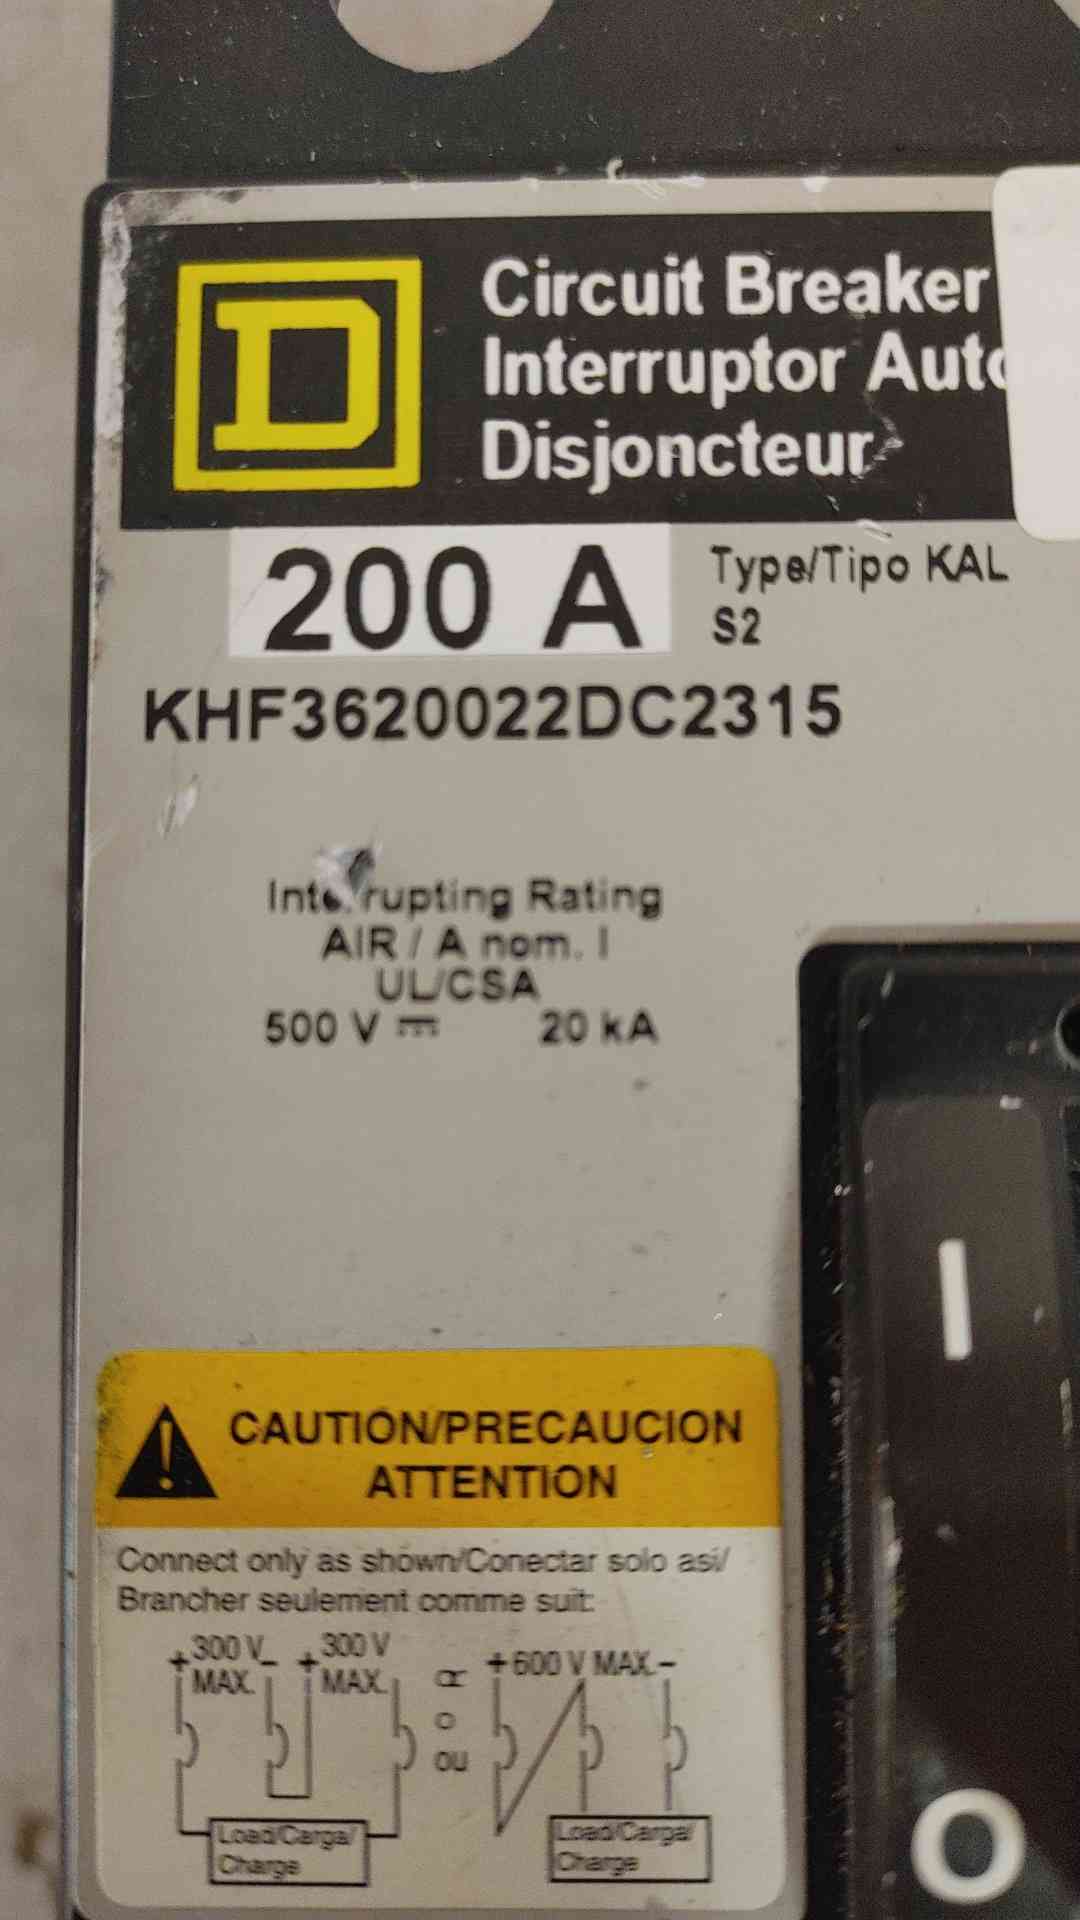 D
Circuit Breaker
Interruptor
Disjoncteur
200 A
Type/Tipo KAL
S2
KHF3620022DC2315
Interrupting Rating
AIR / A nom. I
UL/CSA
500 V ⎓ 20 kA
I
CAUTION/PRECAUCION
ATTENTION
Connect only as shown/Conectar solo asi/
Brancher seulement comme suit:
+ 300 V - + 300 V
MAX. MAX.
or + 600 V MAX. -
o
ou
Load/Carga/ Load/Carga/
Charge Charge
O